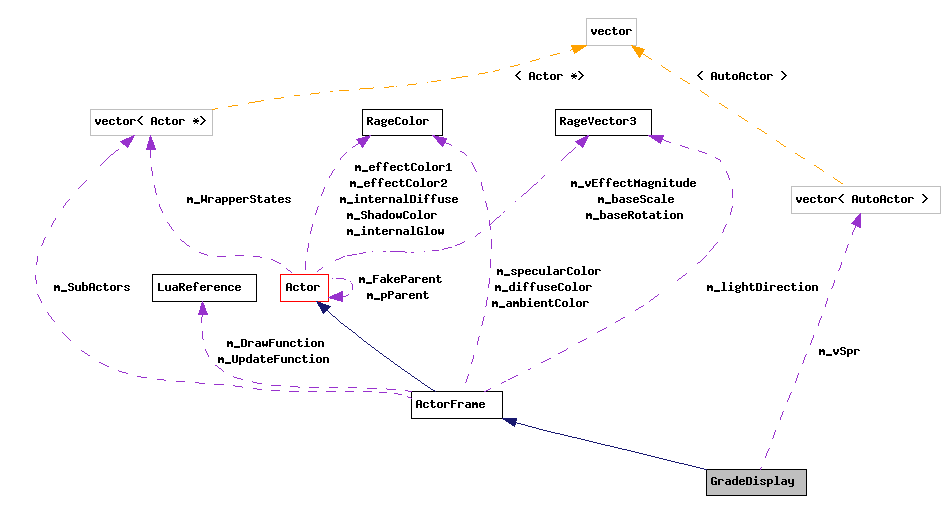 vector
< Actor *>
< AutoActor >
vector< Actor *>
RageColor
RageVector3
m_effectColor1
m_effectColor2
m_internalDiffuse
m_ShadowColor
m_internalGlow
m_vEffectMagnitude
m_baseScale
m_baseRotation
m_WrapperStates
vector< AutoActor >
m_SubActors
LuaReference
Actor
m_FakeParent
m_pParent
m_specularColor
m_diffuseColor
m_ambientColor
m_lightDirection
m_DrawFunction
m_UpdateFunction
m_vSpr
ActorFrame
GradeDisplay